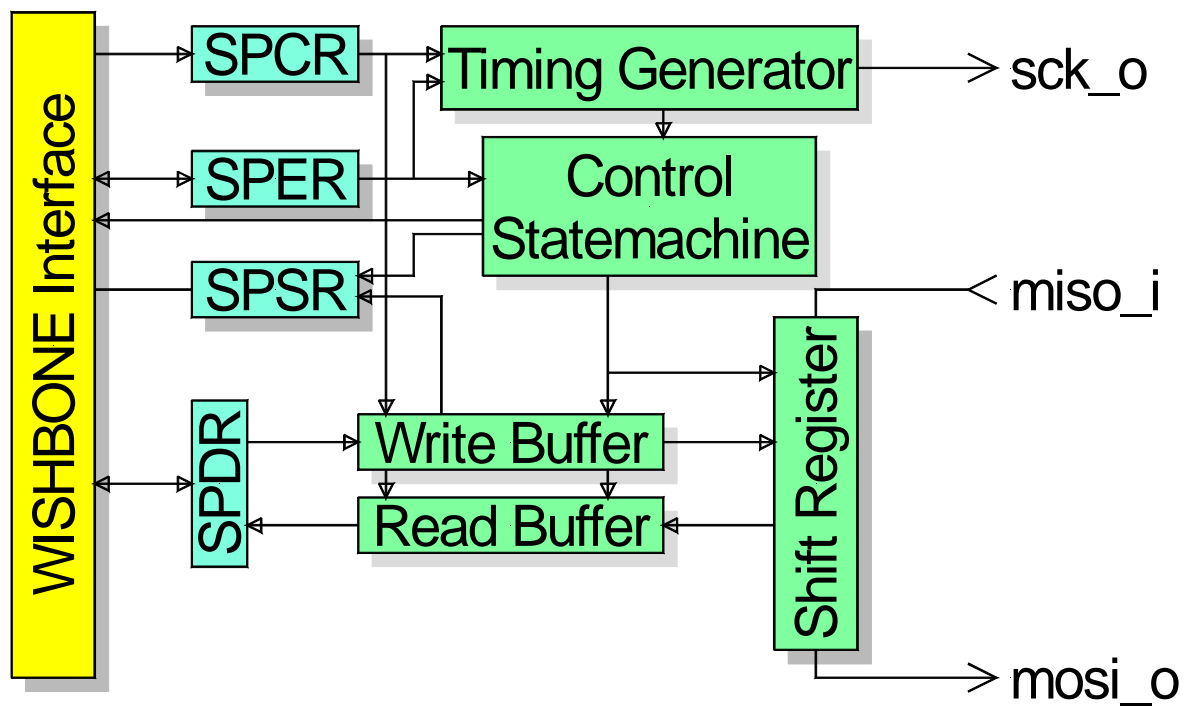 WISHBONE Interface
SPCR
Timing Generator
sck_o
SPER
Control
Statemachine
SPSR
miso_i
SPDR
Write Buffer
Read Buffer
Shift Register
mosi_o